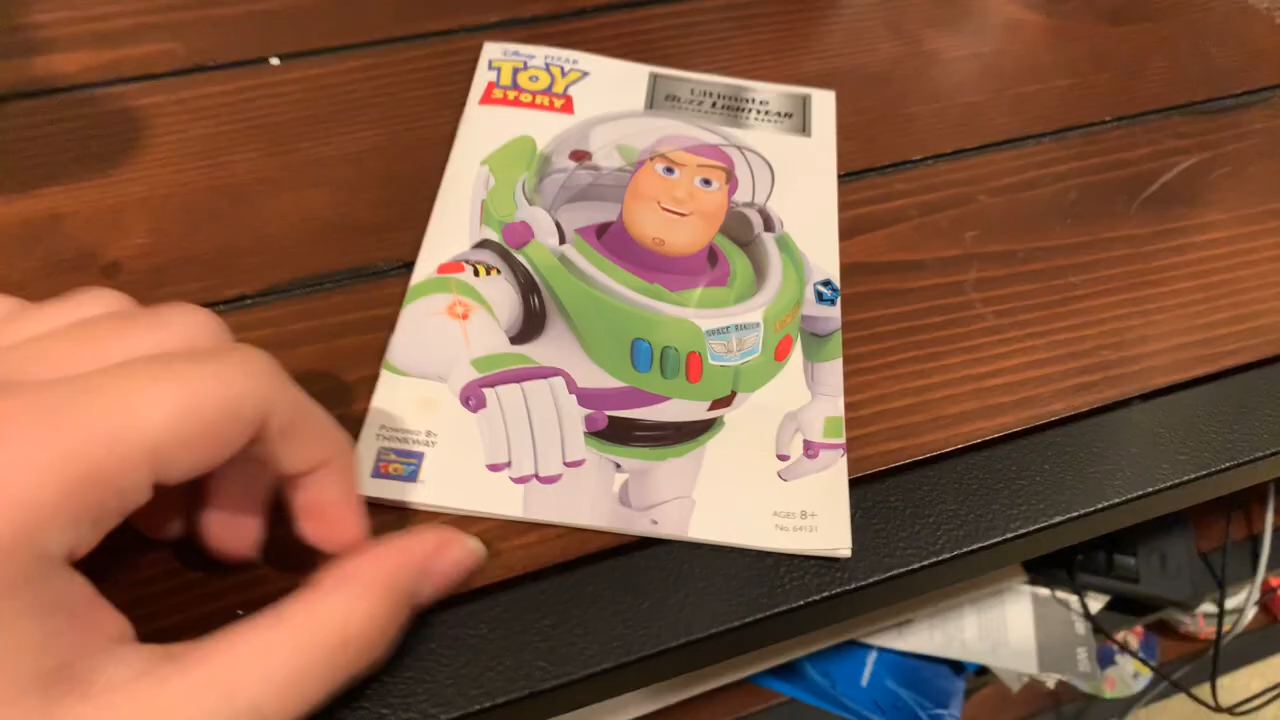 Disney PIXAR
TOY
STORY
Ultimate
BUZZ LIGHTYEAR
SPACE RANGER
POWERED BY
THINKWAY
TOY
AGES 8+
No. 64131